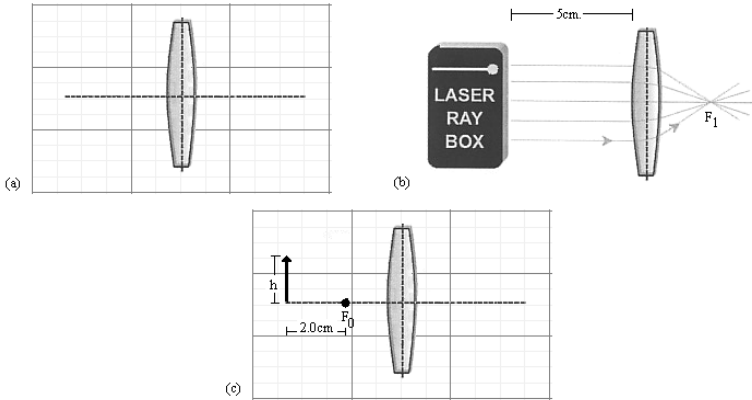 5cm.
LASER
RAY
BOX
F1
(a)
(b)
h
F0
2.0cm
(c)